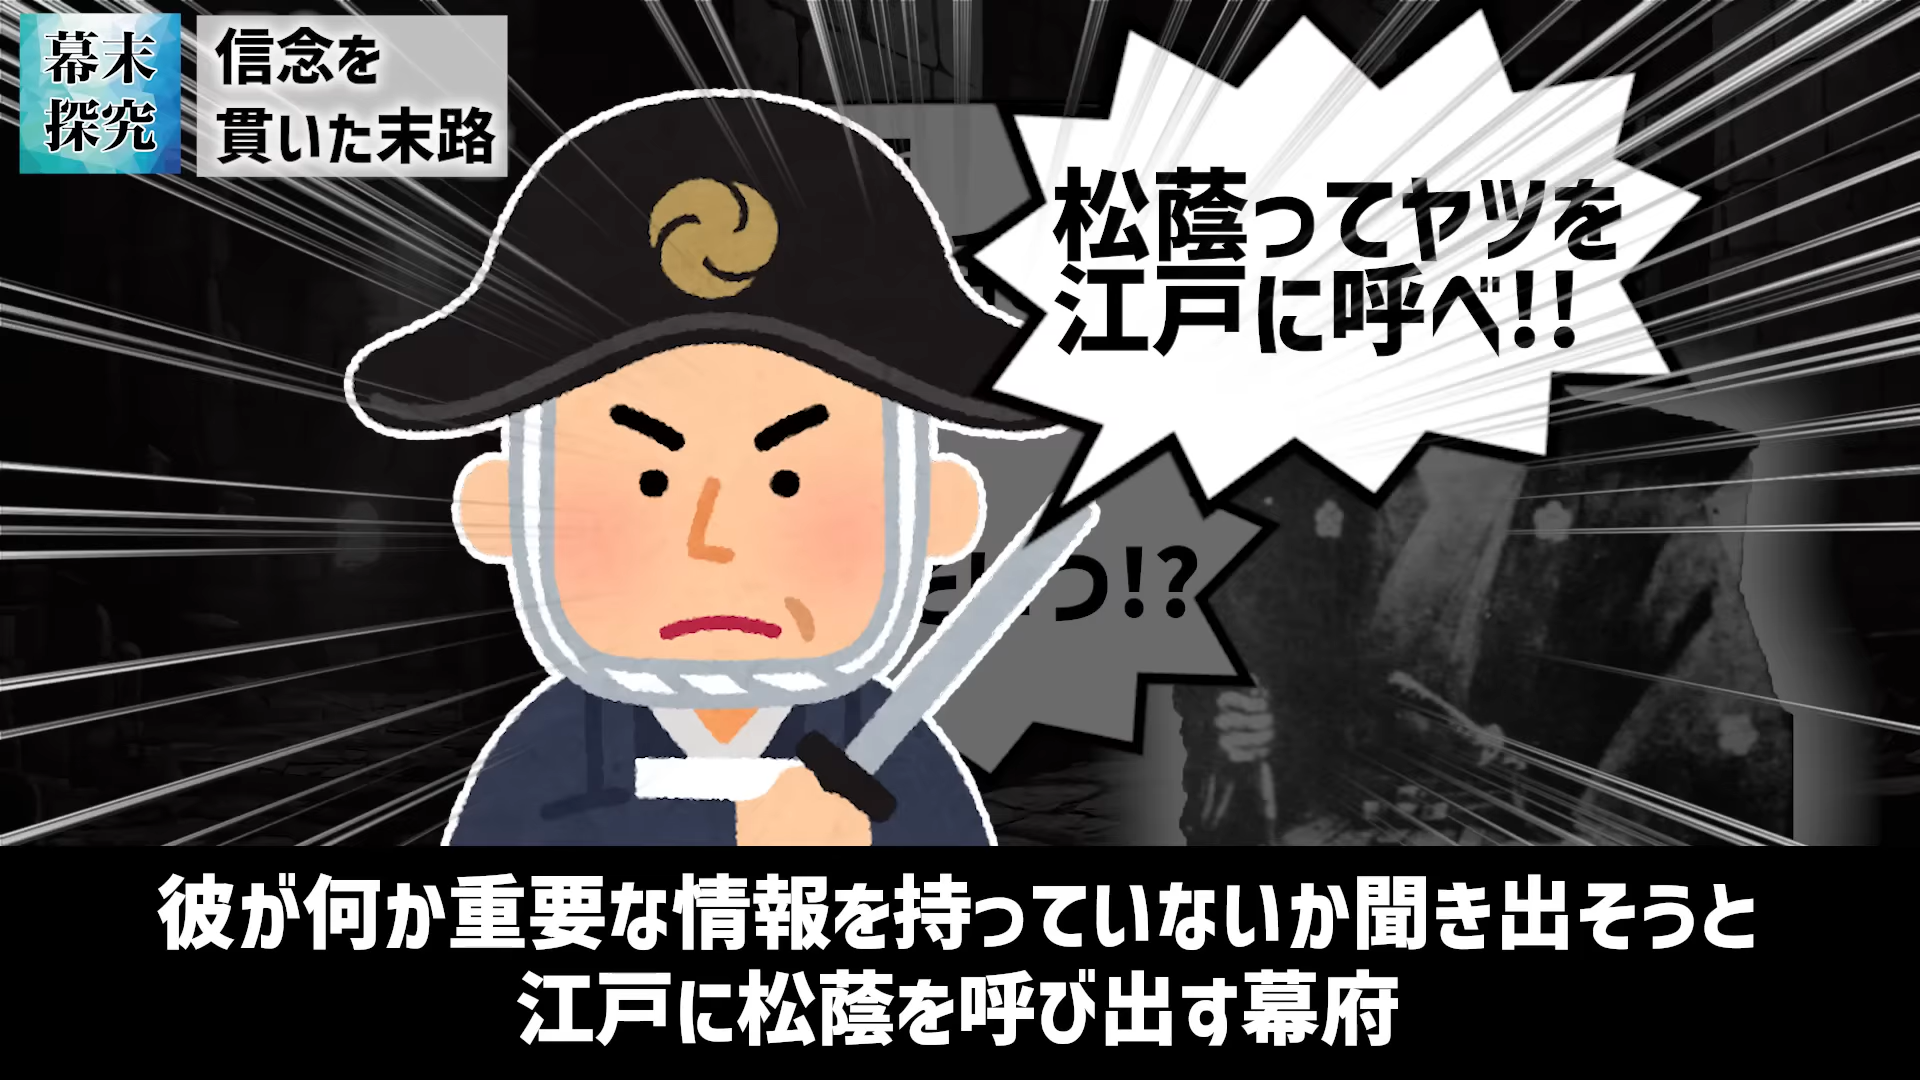 幕末
探究
信念を
貫いた末路
松蔭ってヤツを
江戸に呼べ!!
つ!?
彼が何か重要な情報を持っていないか聞き出そうと
江戸に松蔭を呼び出す幕府